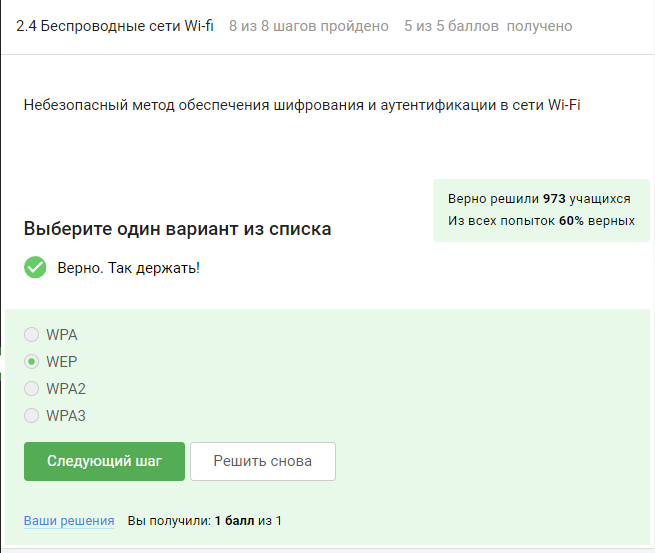 2.4 Беспроводные сети Wi-fi 8 из 8 шагов пройдено 5 из 5 баллов получено
Небезопасный метод обеспечения шифрования и аутентификации в сети Wi-Fi
Верно решили 973 учащихся
Из всех попыток 60% верных
Выберите один вариант из списка
Верно. Так держать!
WPA
WEP
WPA2
WPA3
Следующий шаг Решить снова
Ваши решения Вы получили: 1 балл из 1